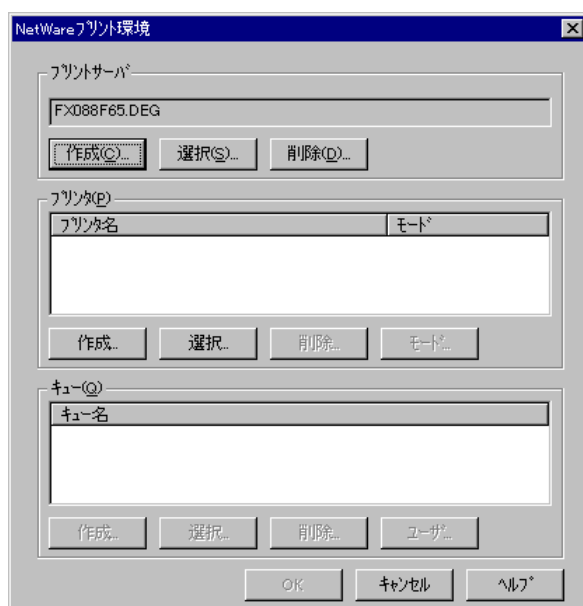 NetWareプリント環境
プリントサーバ
FX088F65.DEG
作成(C)... 選択(S)... 削除(D)...
プリンタ(P)
プリンタ名 モード
作成... 選択... 削除... モード...
キュー(Q)
キュー名
作成... 選択... 削除... ユーザ...
OK キャンセル ヘルプ